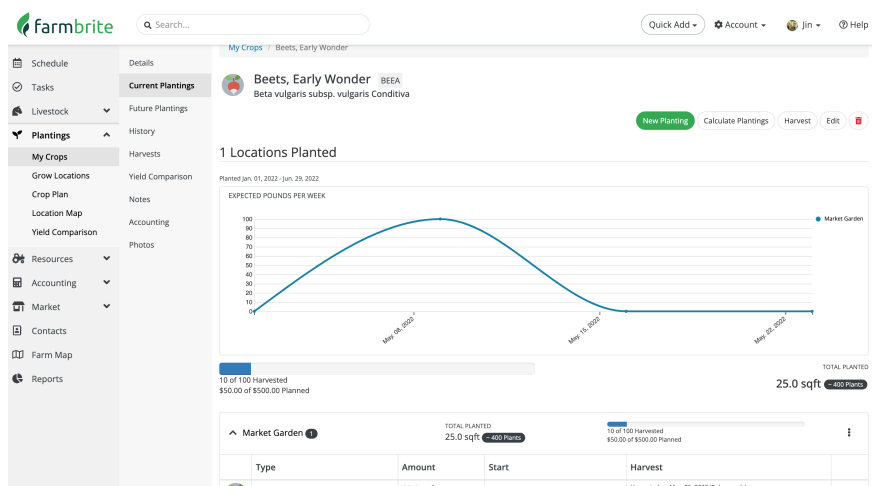 farmbrite
Search...
Quick Add
Account
Jin
Help
Schedule
Tasks
Livestock
Plantings
My Crops
Grow Locations
Crop Plan
Location Map
Yield Comparison
Resources
Accounting
Market
Contacts
Farm Map
Reports
Details
Current Plantings
Future Plantings
History
Harvests
Yield Comparison
Notes
Accounting
Photos
My Crops / Beets, Early Wonder
Beets, Early Wonder BEEA
Beta vulgaris subsp. vulgaris Conditiva
New Planting
Calculate Plantings
Harvest
Edit
1 Locations Planted
Planted Jan. 01, 2022 - Jun. 29, 2022
EXPECTED POUNDS PER WEEK
100
90
80
70
60
50
40
30
20
10
0
May. 08, 2022
May. 15, 2022
May. 22, 2022
Market Garden
10 of 100 Harvested
$50.00 of $500.00 Planned
TOTAL PLANTED
25.0 sqft ~ 400 Plants
Market Garden 1
TOTAL PLANTED
25.0 sqft ~ 400 Plants
10 of 100 Harvested
$50.00 of $500.00 Planned
Type Amount Start Harvest